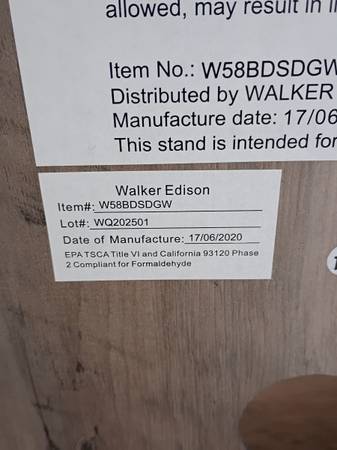 allowed, may result in
Item No.: W58BDSDGW
Distributed by WALKER
Manufacture date: 17/06
This stand is intended for
Walker Edison
Item#: W58BDSDGW
Lot#: WQ202501
Date of Manufacture: 17/06/2020
EPA TSCA Title VI and California 93120 Phase
2 Compliant for Formaldehyde